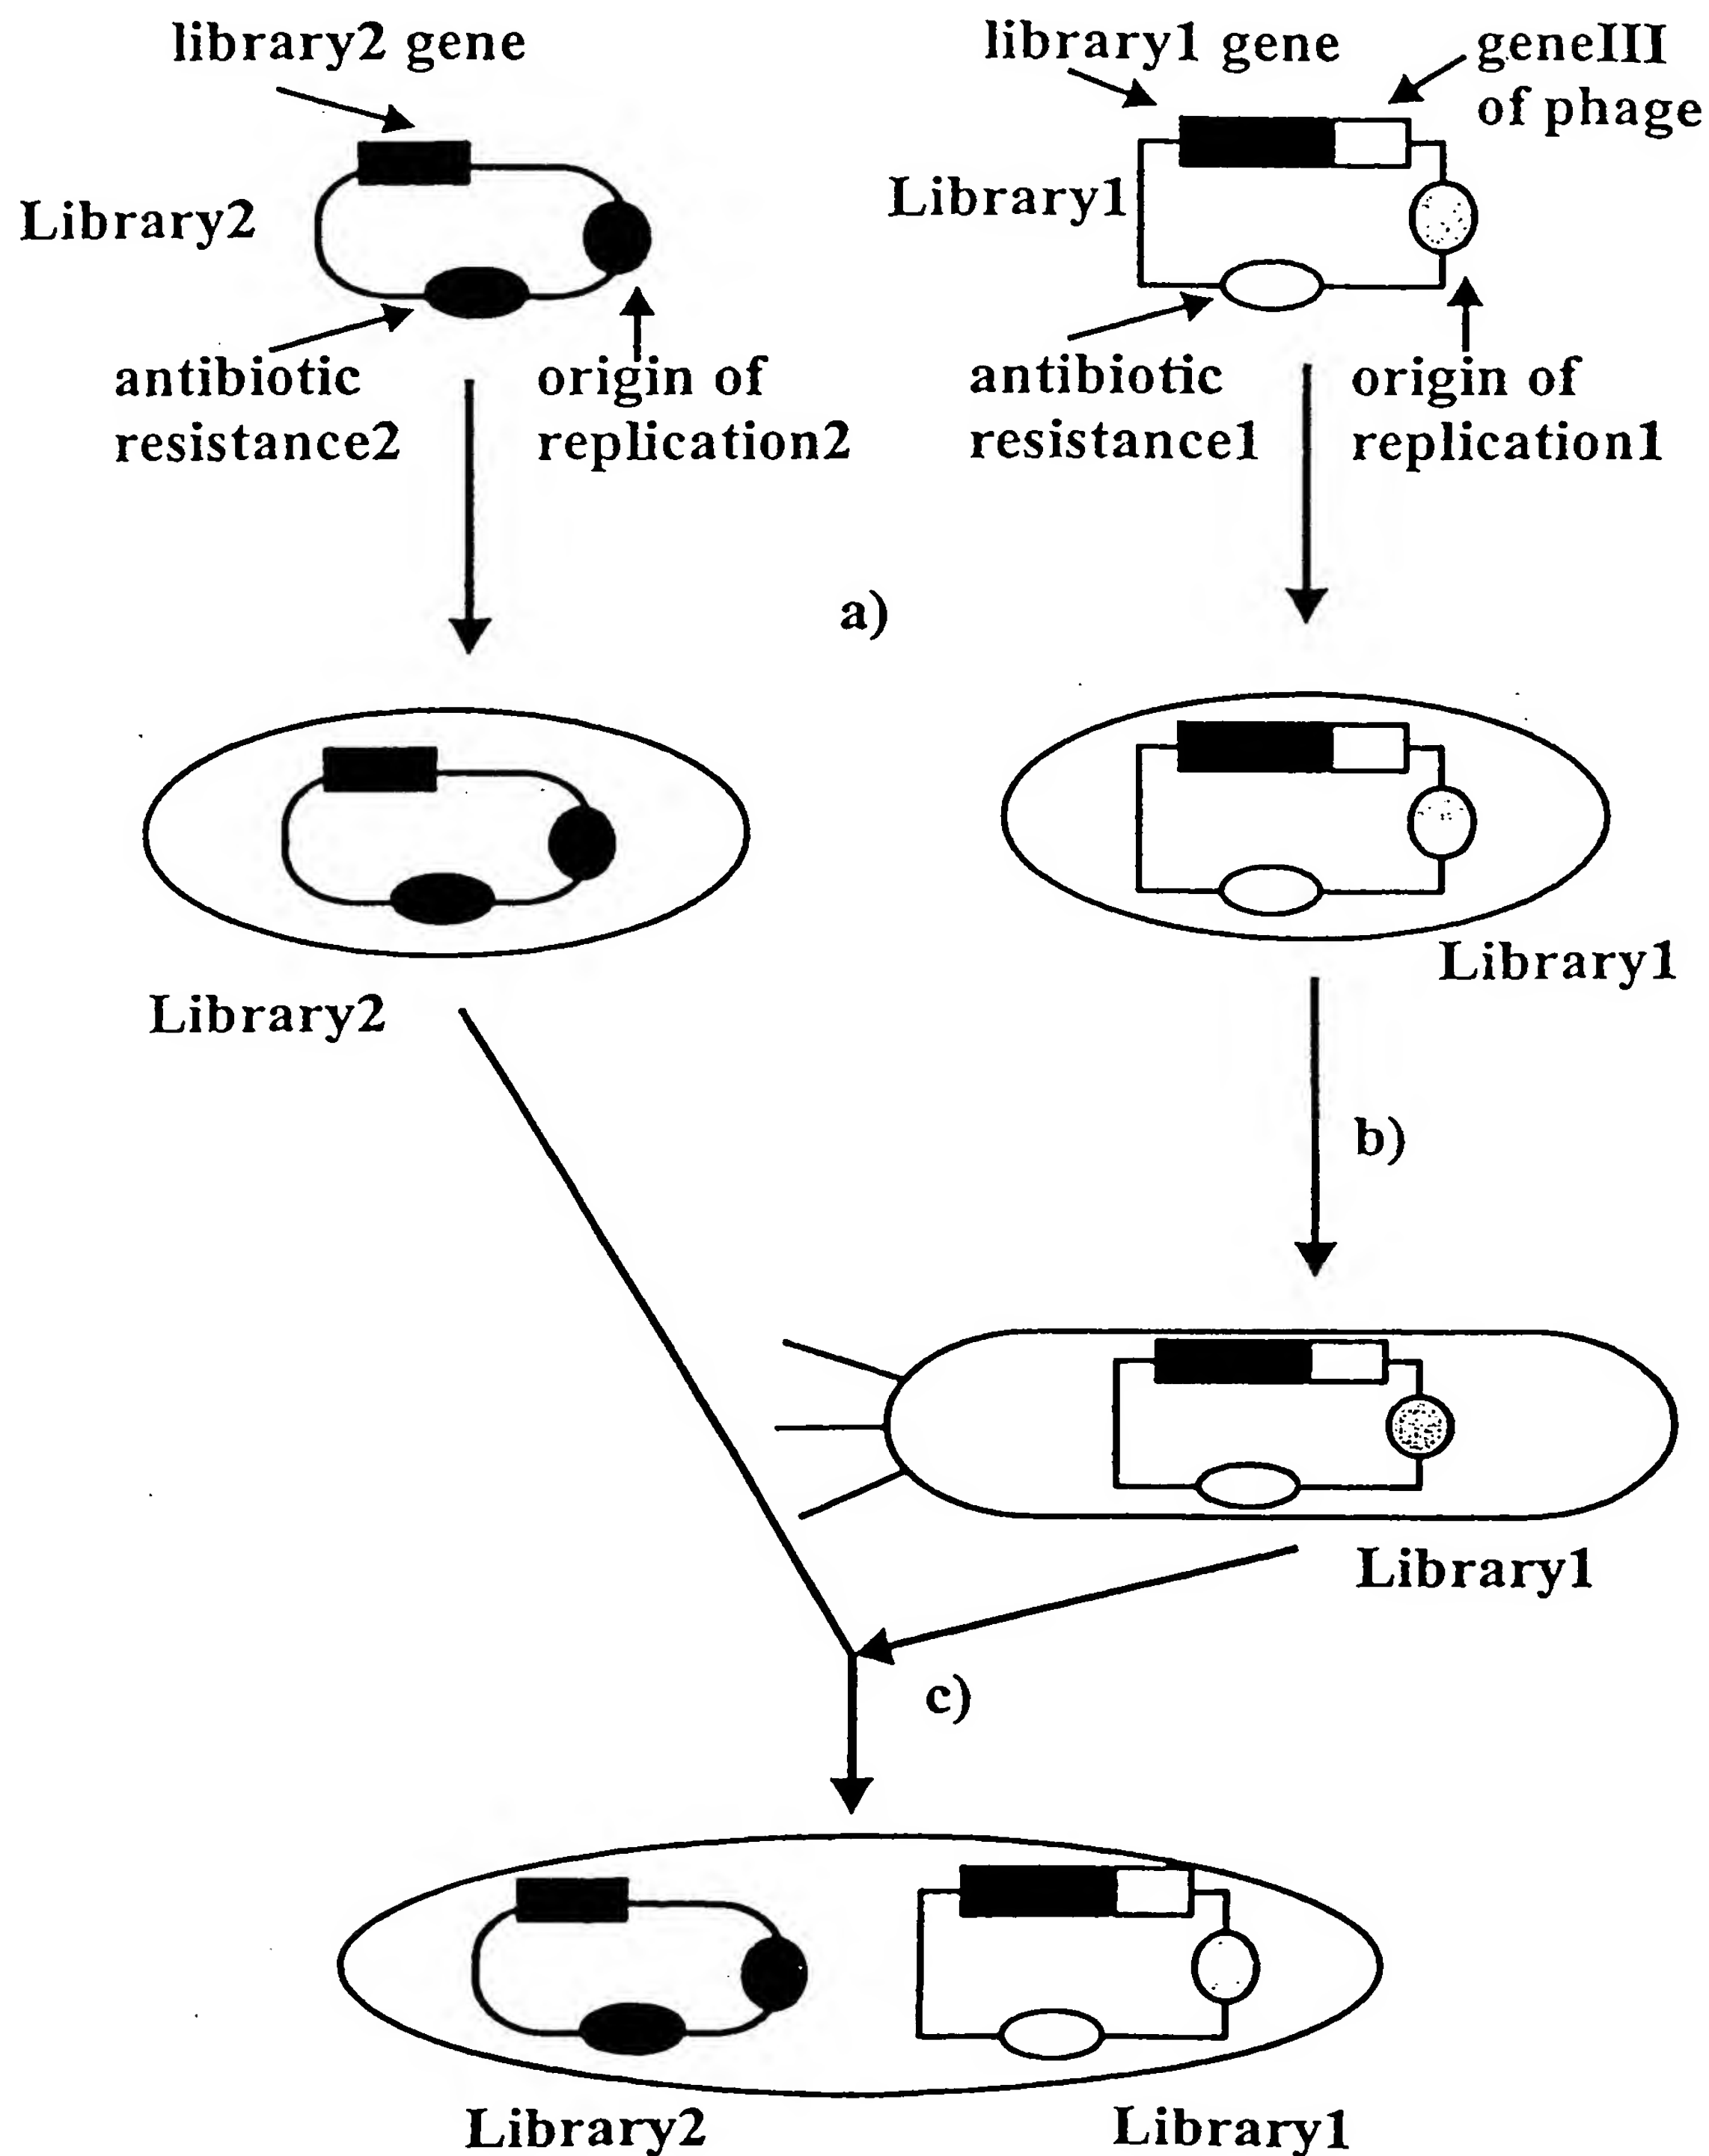 library2 gene
library1 gene
geneIII
of phage
Library2
Library1
antibiotic
resistance2
origin of
replication2
antibiotic
resistance1
origin of
replication1
a)
Library2
Library1
b)
Library1
c)
Library2
Library1